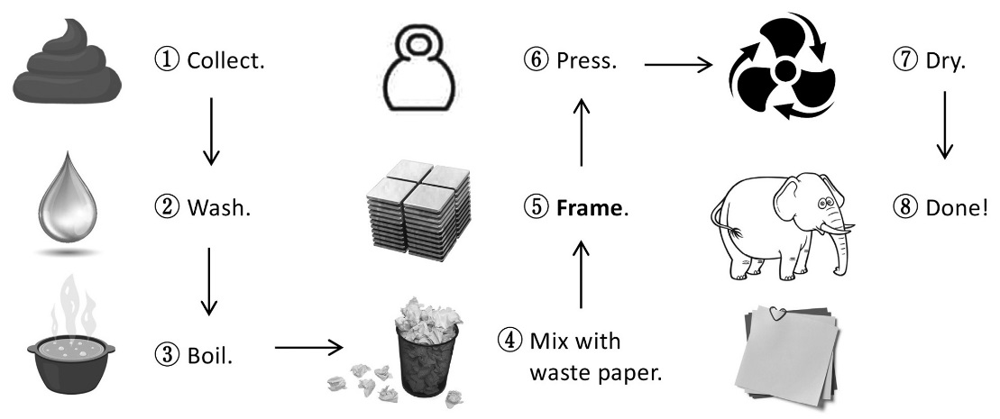 ① Collect.
② Wash.
③ Boil.
④ Mix with
waste paper.
⑤ Frame.
⑥ Press.
⑦ Dry.
⑧ Done!